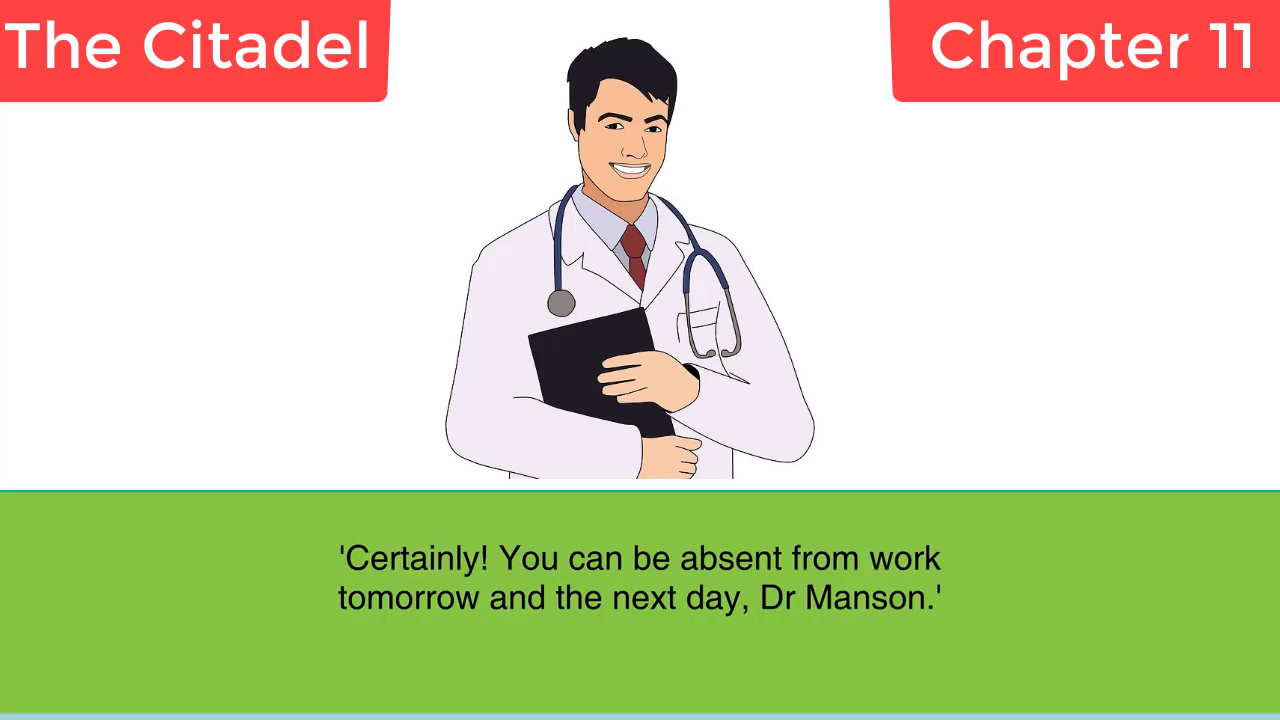 The Citadel
Chapter 11
'Certainly! You can be absent from work
tomorrow and the next day, Dr Manson.'